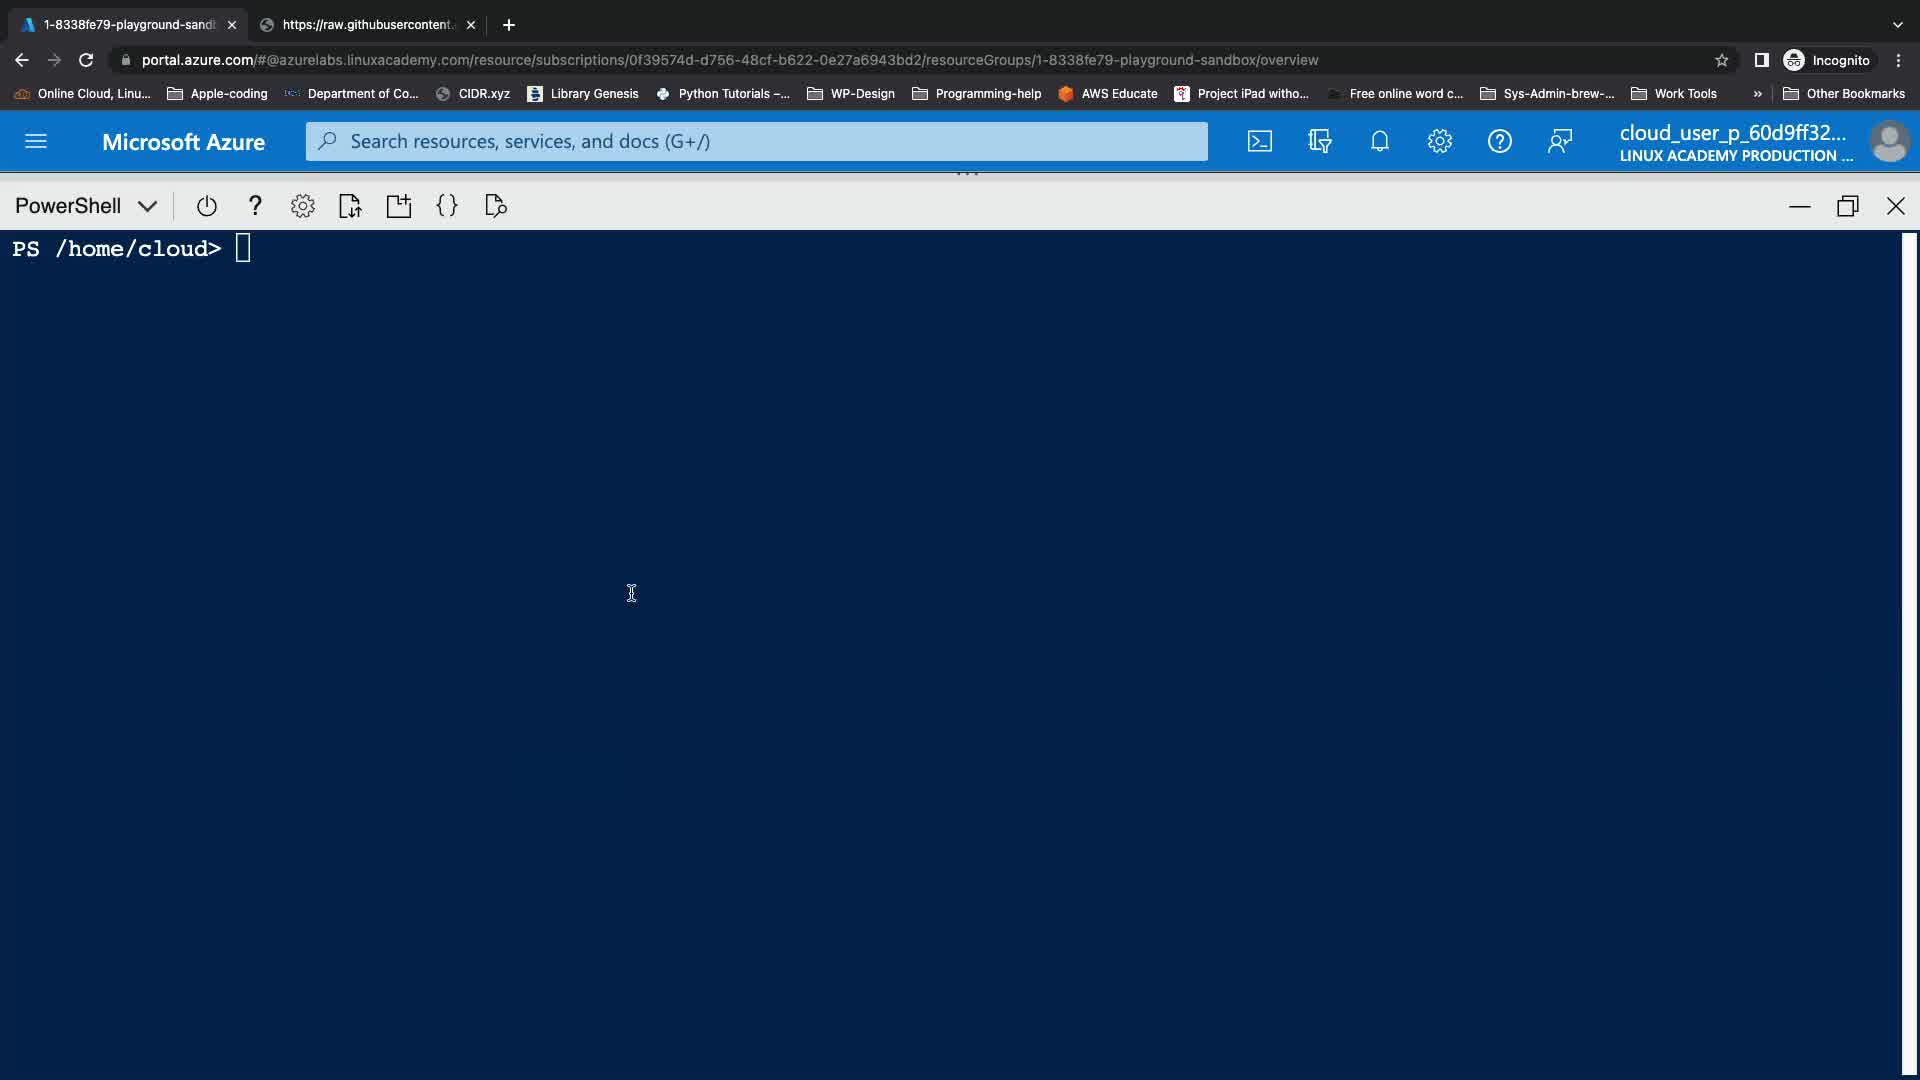 1-8338fe79-playground-sandb
https://raw.githubusercontent.
portal.azure.com/#@azurelabs.linuxacademy.com/resource/subscriptions/0f39574d-d756-48cf-b622-0e27a6943bd2/resourceGroups/1-8338fe79-playground-sandbox/overview
Incognito
Online Cloud, Linu... Apple-coding Department of Co... CIDR.xyz Library Genesis Python Tutorials –... WP-Design Programming-help AWS Educate Project iPad witho... Free online word c... Sys-Admin-brew-... Work Tools » Other Bookmarks
Microsoft Azure
Search resources, services, and docs (G+/)
cloud_user_p_60d9ff32...
LINUX ACADEMY PRODUCTION ...
PowerShell
PS /home/cloud>